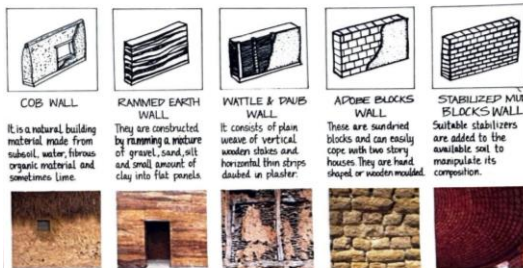 COB WALL
It is a natural building
material made from
subsoil, water, fibrous
organic material and
sometimes lime.
RAMMED EARTH
WALL
They are constructed
by ramming a mixture
of gravel, sand, silt
and small amount of
clay into flat panels.
WATTLE & DAUB
WALL
It consists of plain
weave of vertical
wooden stakes and
horizontal thin strips
daubed in plaster.
ADOBE BLOCKS
WALL
These are sundried
blocks and can easily
cope with two story
houses They are hand
shaped or wooden moulded.
STABILIZED MU
BLOCKS WALL
Suitable stabilizers
are added to the
available soil to
manipulate its
composition.